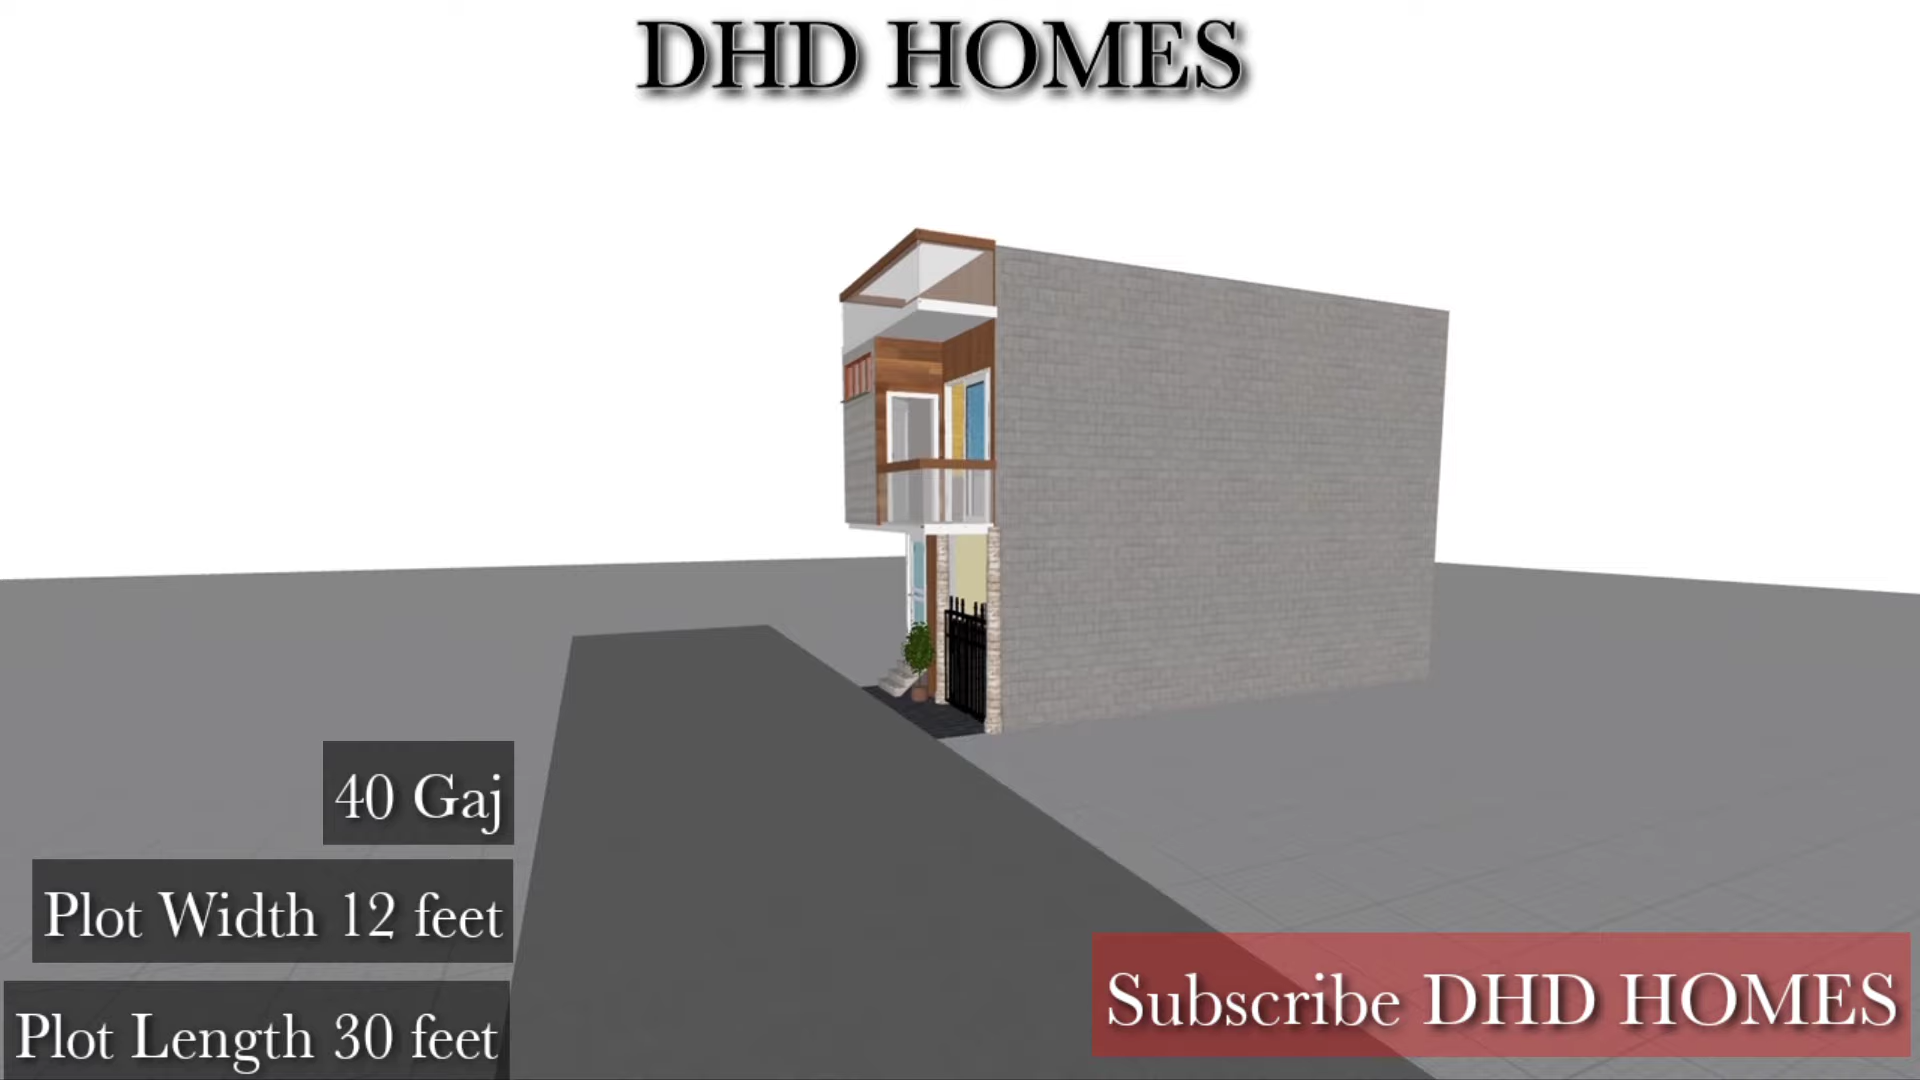 DHD HOMES
40 Gaj
Plot Width 12 feet
Plot Length 30 feet
Subscribe DHD HOMES